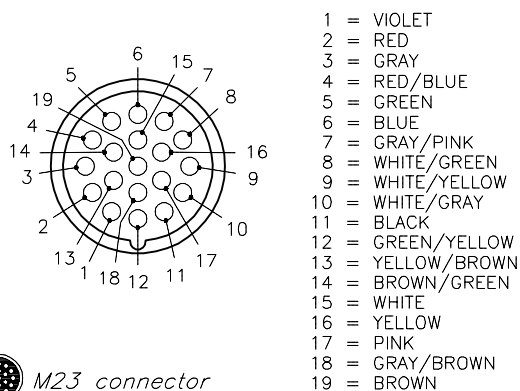 6
15
5
7
19
8
4
14
16
3
9
2
10
13
1
18
12
11
17
1 = VIOLET
2 = RED
3 = GRAY
4 = RED/BLUE
5 = GREEN
6 = BLUE
7 = GRAY/PINK
8 = WHITE/GREEN
9 = WHITE/YELLOW
10 = WHITE/GRAY
11 = BLACK
12 = GREEN/YELLOW
13 = YELLOW/BROWN
14 = BROWN/GREEN
15 = WHITE
16 = YELLOW
17 = PINK
18 = GRAY/BROWN
19 = BROWN
M23 connector